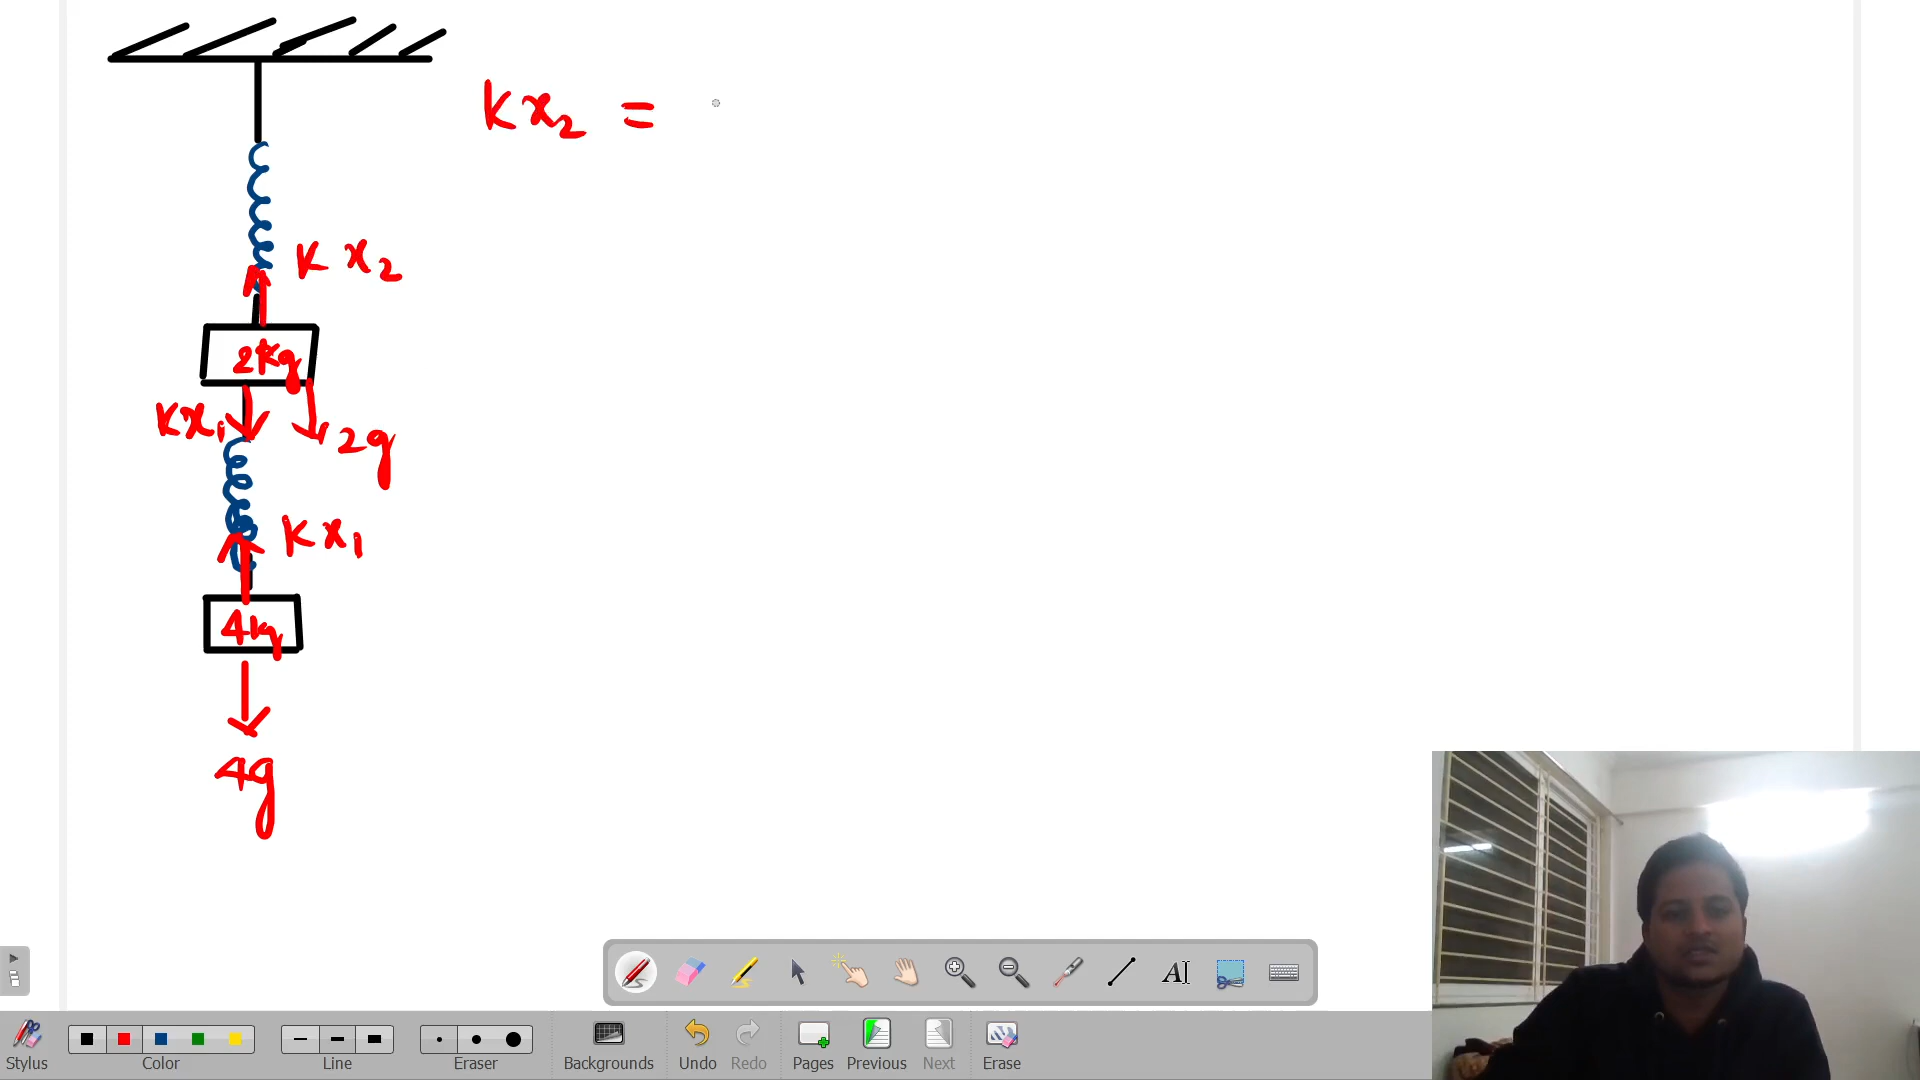 Kx₂ =
K x₂
2Kg
Kx₁
2g
K x₁
4kg
4g
AI
Stylus
Color
Line
Eraser
Backgrounds
Undo
Redo
Pages
Previous
Next
Erase